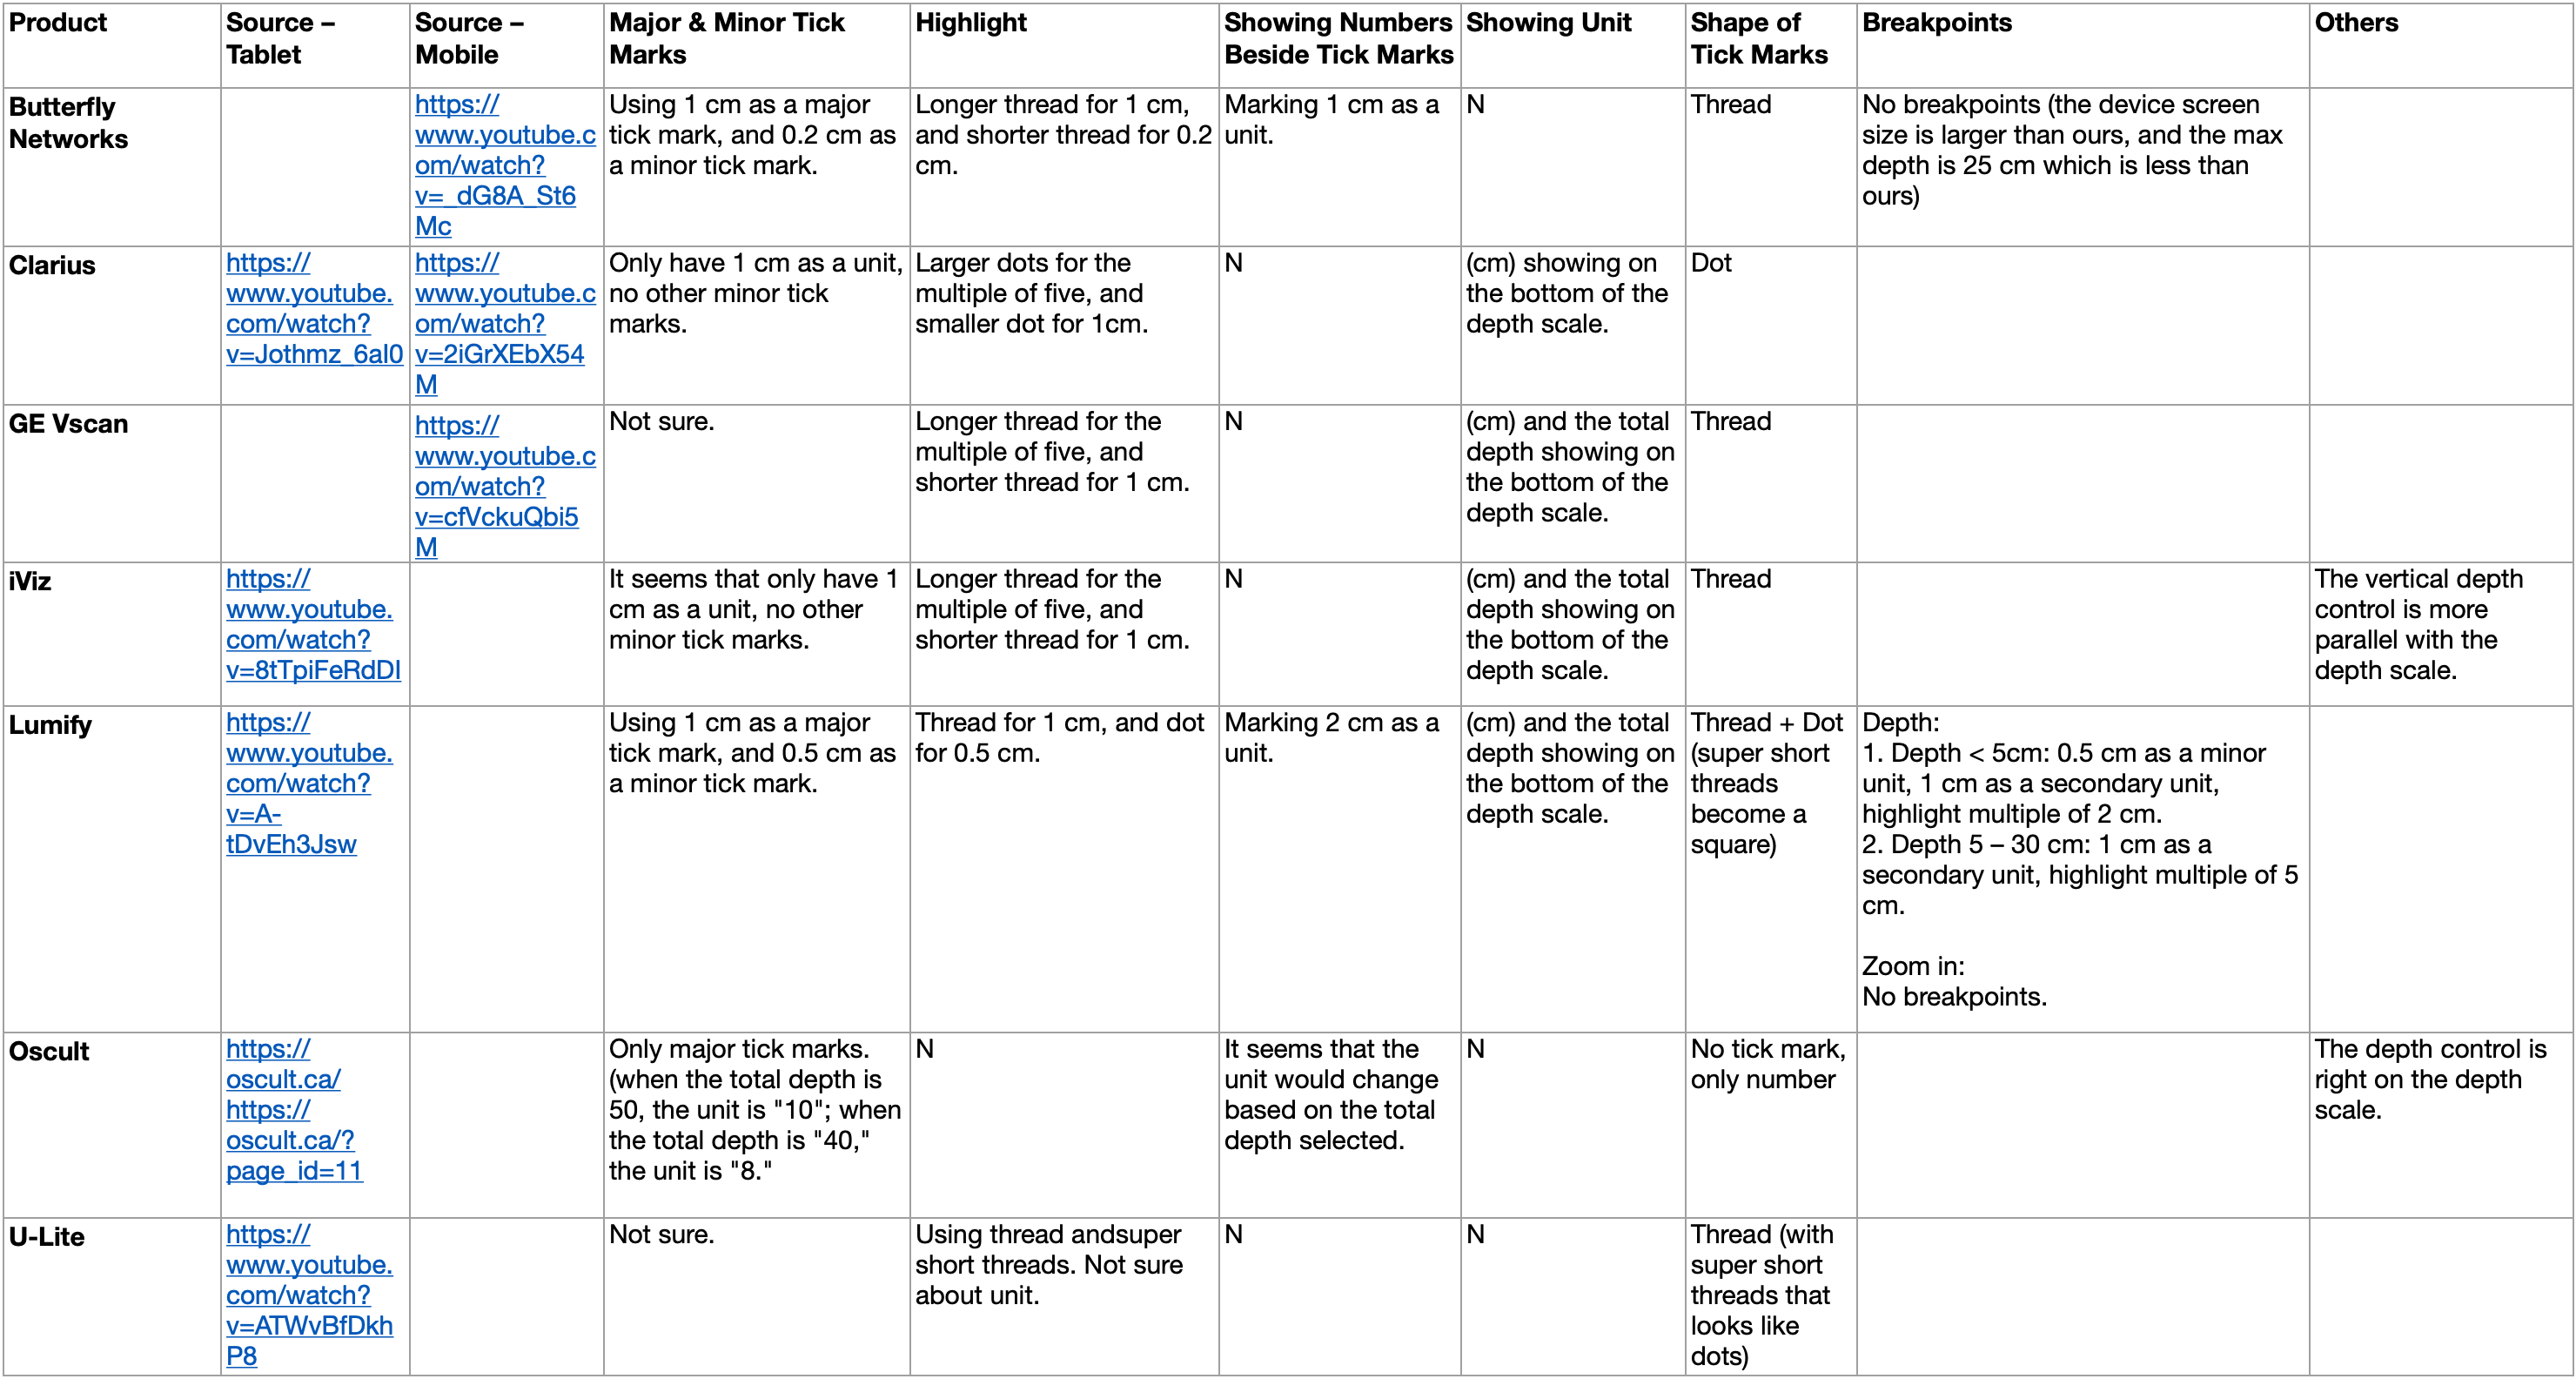 Product
Source –
Tablet
Source –
Mobile
Major & Minor Tick
Marks
Highlight
Showing Numbers
Beside Tick Marks
Showing Unit
Shape of
Tick Marks
Breakpoints
Others
Butterfly
Networks
https://
www.youtube.c
om/watch?
v=_dG8A_St6
Mc
Using 1 cm as a major
tick mark, and 0.2 cm as
a minor tick mark.
Longer thread for 1 cm,
and shorter thread for 0.2
cm.
Marking 1 cm as a
unit.
N
Thread
No breakpoints (the device screen
size is larger than ours, and the max
depth is 25 cm which is less than
ours)
Clarius
https://
www.youtube.
com/watch?
v=Jothmz_6al0
https://
www.youtube.c
om/watch?
v=2iGrXEbX54
M
Only have 1 cm as a unit,
no other minor tick
marks.
Larger dots for the
multiple of five, and
smaller dot for 1cm.
N
(cm) showing on
the bottom of the
depth scale.
Dot
GE Vscan
https://
www.youtube.c
om/watch?
v=cfVckuQbi5
M
Not sure.
Longer thread for the
multiple of five, and
shorter thread for 1 cm.
N
(cm) and the total
depth showing on
the bottom of the
depth scale.
Thread
iViz
https://
www.youtube.
com/watch?
v=8tTpiFeRdDI
It seems that only have 1
cm as a unit, no other
minor tick marks.
Longer thread for the
multiple of five, and
shorter thread for 1 cm.
N
(cm) and the total
depth showing on
the bottom of the
depth scale.
Thread
The vertical depth
control is more
parallel with the
depth scale.
Lumify
https://
www.youtube.
com/watch?
v=A-
tDvEh3Jsw
Using 1 cm as a major
tick mark, and 0.5 cm as
a minor tick mark.
Thread for 1 cm, and dot
for 0.5 cm.
Marking 2 cm as a
unit.
(cm) and the total
depth showing on
the bottom of the
depth scale.
Thread + Dot
(super short
threads
become a
square)
Depth:
1. Depth < 5cm: 0.5 cm as a minor
unit, 1 cm as a secondary unit,
highlight multiple of 2 cm.
2. Depth 5 – 30 cm: 1 cm as a
secondary unit, highlight multiple of 5
cm.
Zoom in:
No breakpoints.
Oscult
https://
oscult.ca/
https://
oscult.ca/?
page_id=11
Only major tick marks.
(when the total depth is
50, the unit is "10"; when
the total depth is "40,"
the unit is "8."
N
It seems that the
unit would change
based on the total
depth selected.
N
No tick mark,
only number
The depth control is
right on the depth
scale.
U-Lite
https://
www.youtube.
com/watch?
v=ATWvBfDkh
P8
Not sure.
Using thread andsuper
short threads. Not sure
about unit.
N
N
Thread (with
super short
threads that
looks like
dots)